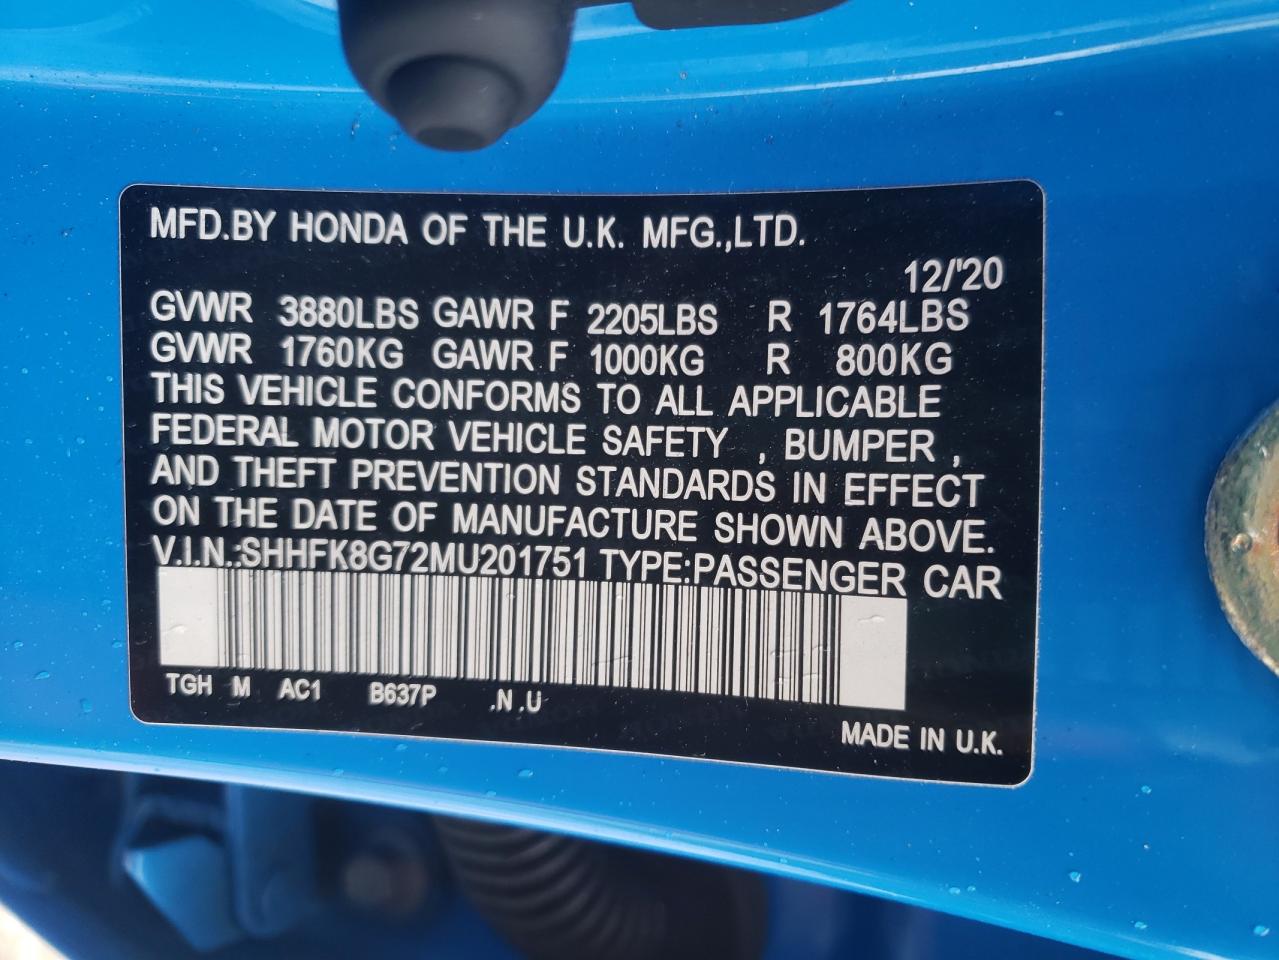 MFD.BY HONDA OF THE U.K. MFG.,LTD.
12/'20
GVWR 3880LBS GAWR F 2205LBS R 1764LBS
GVWR 1760KG GAWR F 1000KG R 800KG
THIS VEHICLE CONFORMS TO ALL APPLICABLE
FEDERAL MOTOR VEHICLE SAFETY , BUMPER ,
AND THEFT PREVENTION STANDARDS IN EFFECT
ON THE DATE OF MANUFACTURE SHOWN ABOVE.
V.I.N.:SHHFK8G72MU201751 TYPE:PASSENGER CAR
TGH M AC1 B637P .N .U
MADE IN U.K.